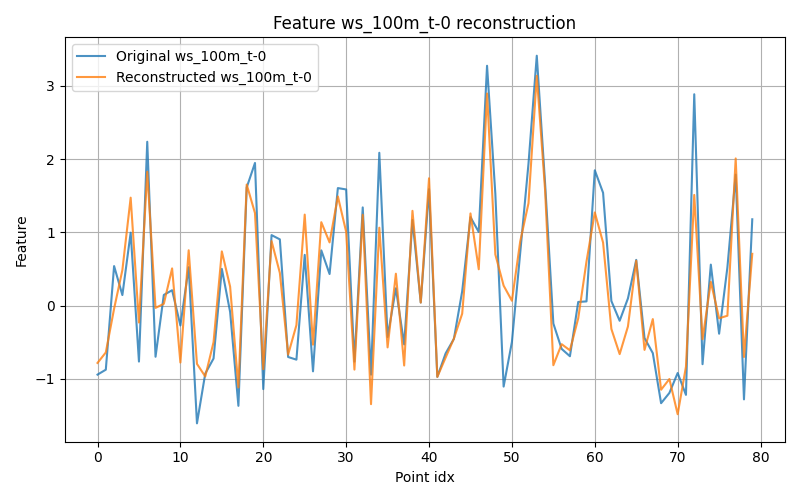 Feature ws_100m_t-0 reconstruction
Original ws_100m_t-0
Reconstructed ws_100m_t-0
Feature
3
2
1
0
−1
0 10 20 30 40 50 60 70 80
Point idx